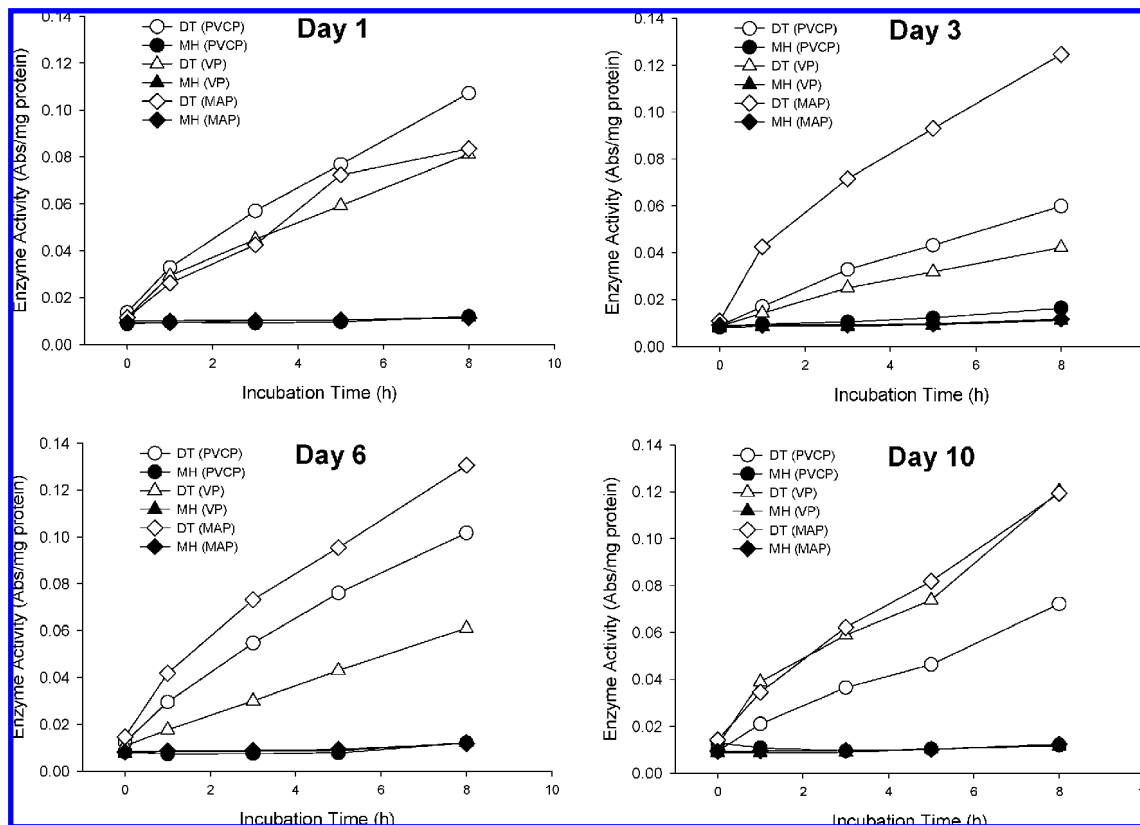 Day 1
DT (PVCP)
MH (PVCP)
DT (VP)
MH (VP)
DT (MAP)
MH (MAP)
Enzyme Activity (Abs/mg protein)
0.14
0.12
0.10
0.08
0.06
0.04
0.02
0.00
0 2 4 6 8 10
Incubation Time (h)
Day 3
DT (PVCP)
MH (PVCP)
DT (VP)
MH (VP)
DT (MAP)
MH (MAP)
Enzyme Activity (Abs/mg protein)
0.14
0.12
0.10
0.08
0.06
0.04
0.02
0.00
0 2 4 6 8
Incubation Time (h)
Day 6
DT (PVCP)
MH (PVCP)
DT (VP)
MH (VP)
DT (MAP)
MH (MAP)
Enzyme Activity (Abs/mg protein)
0.14
0.12
0.10
0.08
0.06
0.04
0.02
0.00
0 2 4 6 8 10
Incubation Time (h)
Day 10
DT (PVCP)
MH (PVCP)
DT (VP)
MH (VP)
DT (MAP)
MH (MAP)
Enzyme Activity (Abs/mg protein)
0.14
0.12
0.10
0.08
0.06
0.04
0.02
0.00
0 2 4 6 8
Incubation Time (h)